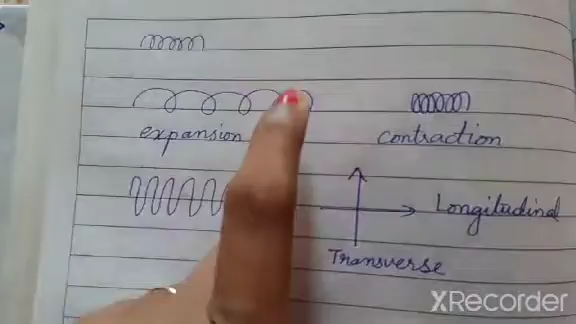 expansion
contraction
Longitudinal
Transverse
XRecorder